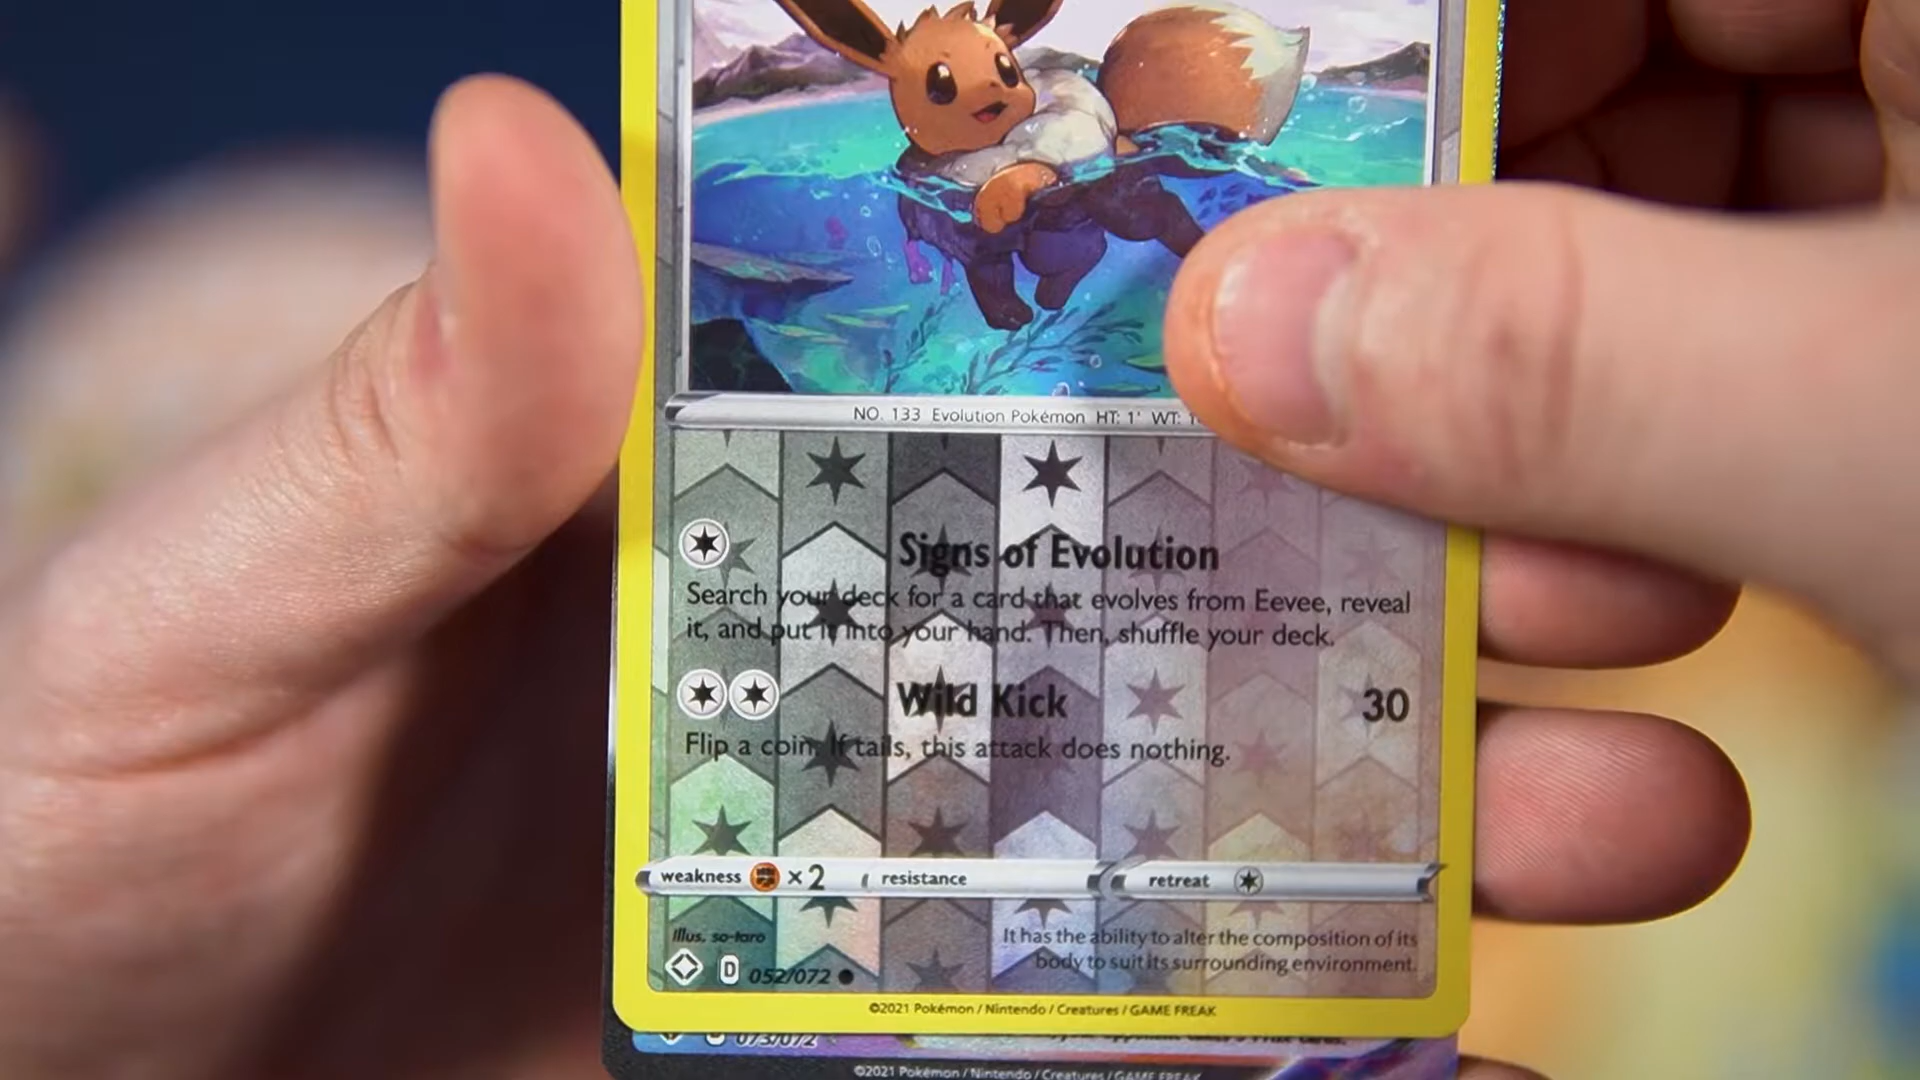 NO. 133 Evolution Pokémon HT: 1' WT:
Signs of Evolution
Search your deck for a card that evolves from Eevee, reveal
it, and put it into your hand. Then, shuffle your deck.
Wild Kick 30
Flip a coin. If tails, this attack does nothing.
weakness ×2 resistance retreat
Illus. so-taro
It has the ability to alter the composition of its
body to suit its surrounding environment.
D 052/072
©2021 Pokémon / Nintendo / Creatures / GAME FREAK
073/072
©2021 Pokémon / Nintendo / Creatures / GAME FREAK